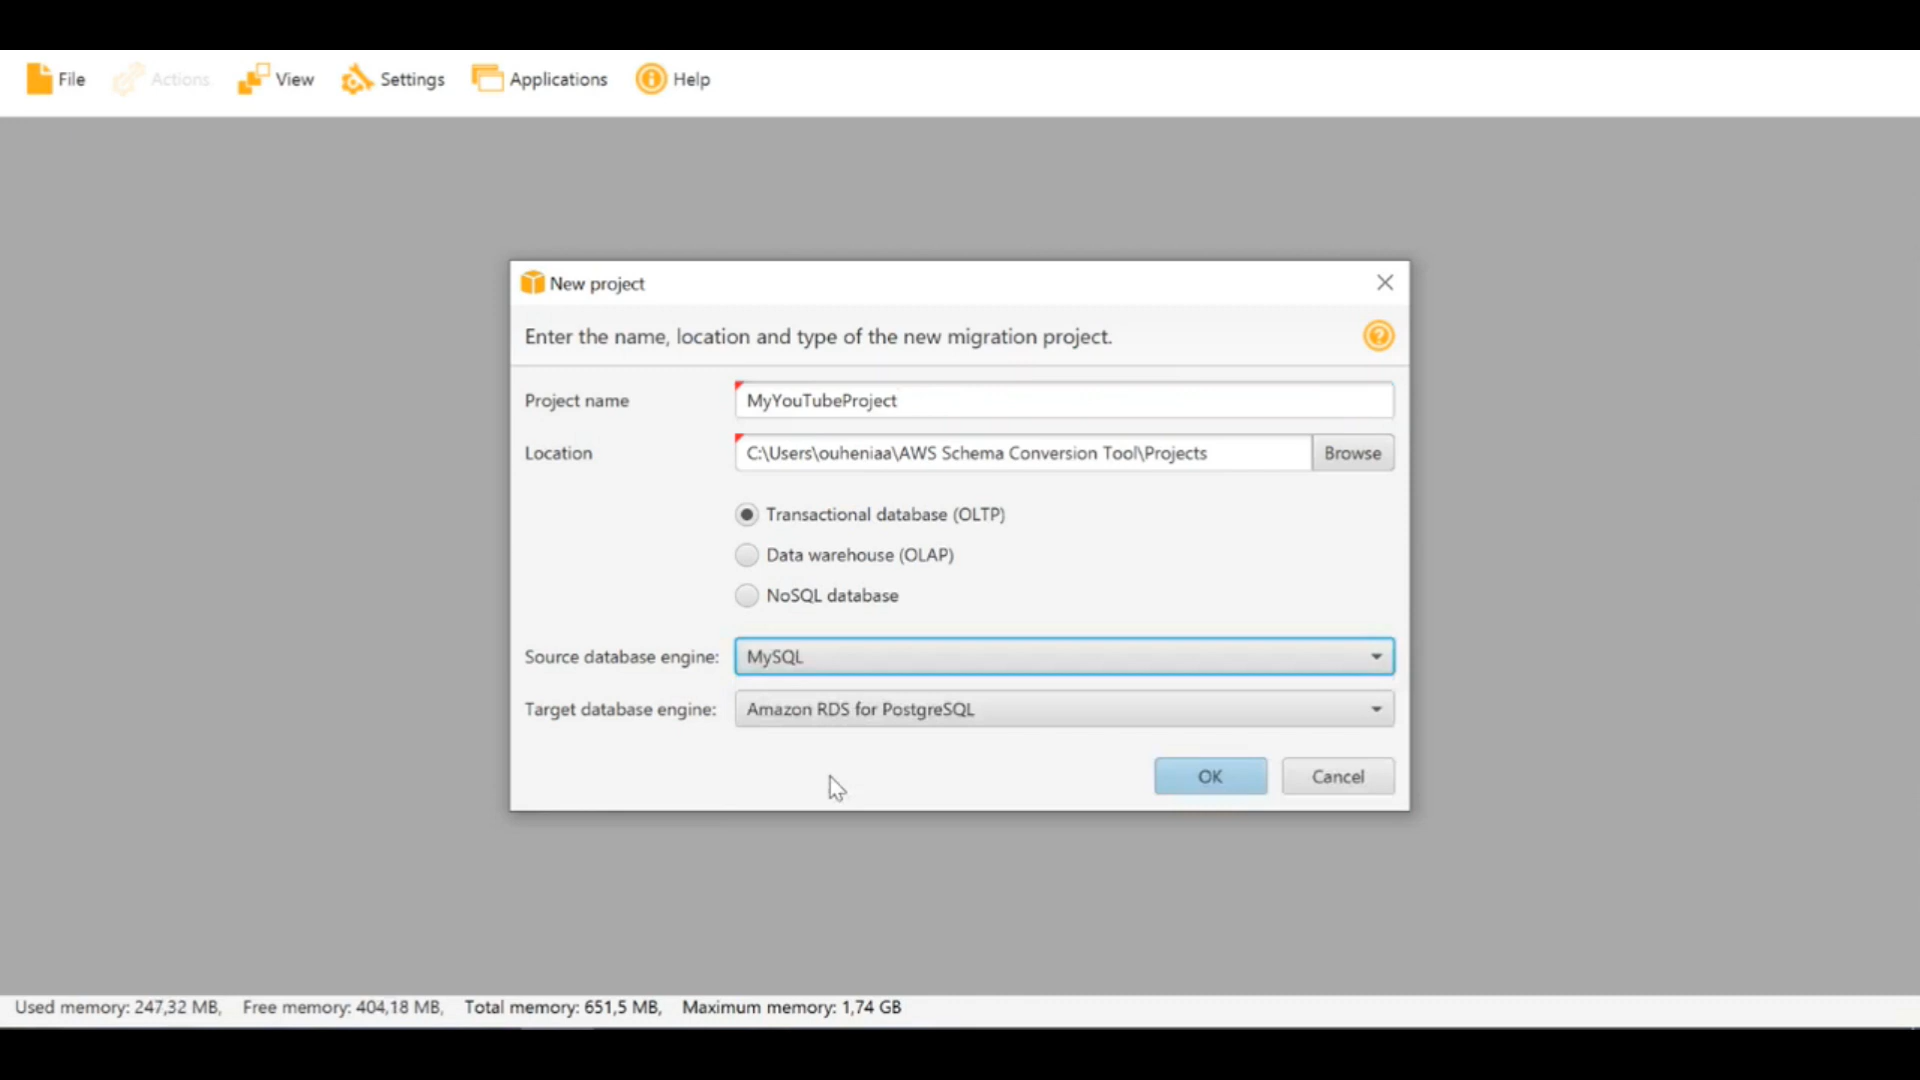 File Actions View Settings Applications Help
New project
Enter the name, location and type of the new migration project.
Project name MyYouTubeProject
Location C:\Users\ouheniaa\AWS Schema Conversion Tool\Projects Browse
Transactional database (OLTP)
Data warehouse (OLAP)
NoSQL database
Source database engine: MySQL
Target database engine: Amazon RDS for PostgreSQL
OK Cancel
Used memory: 247,32 MB, Free memory: 404,18 MB, Total memory: 651,5 MB, Maximum memory: 1,74 GB